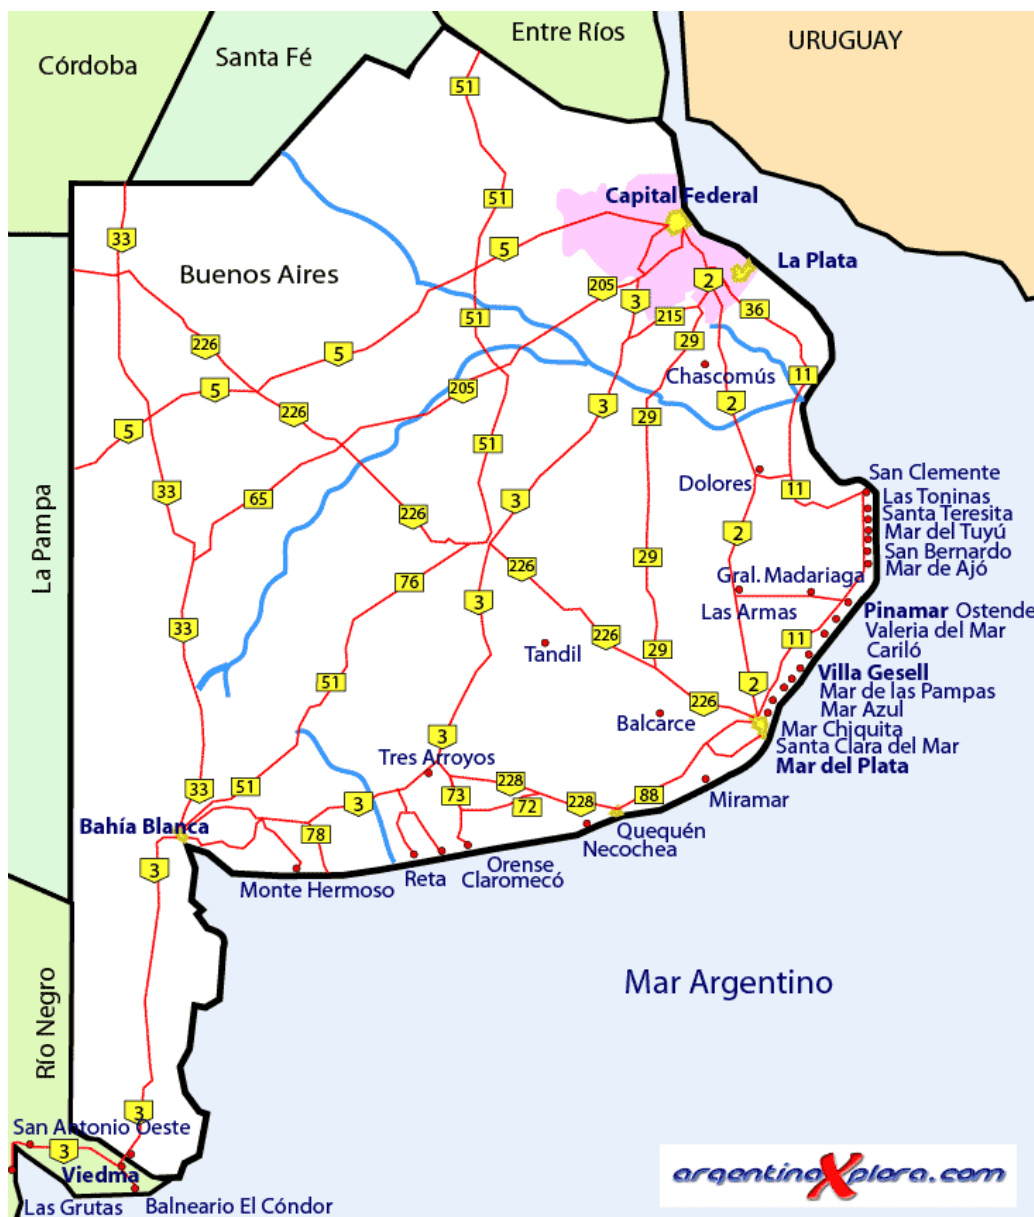 Entre Ríos
URUGUAY
Santa Fé
Córdoba
51
51
Capital Federal
33
5
La Plata
Buenos Aires
2
205
3
36
51
215
29
226
5
Chascomús
11
5
205
2
3
226
29
5
51
San Clemente
Dolores
33
11
Las Toninas
65
3
Santa Teresita
226
Mar del Tuyú
2
San Bernardo
La Pampa
29
226
Mar de Ajó
76
Gral. Madariaga
3
Las Armas
Pinamar Ostende
33
226
Valeria del Mar
11
29
Cariló
Tandil
51
2
Villa Gesell
226
Mar de las Pampas
Balcarce
Mar Azul
3
Mar Chiquita
Santa Clara del Mar
Tres Arroyos
Mar del Plata
33
51
228
Miramar
3
73
72
228
88
Bahía Blanca
78
Quequén
Necochea
3
Orense
Monte Hermoso
Reta
Claromecó
Mar Argentino
Río Negro
3
San Antonio Oeste
3
Viedma
Las Grutas
Balneario El Cóndor
argentinaXplora.com